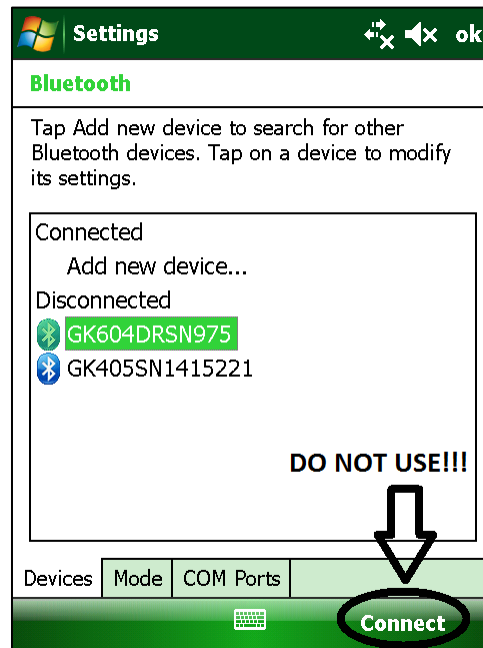 Settings ok
Bluetooth
Tap Add new device to search for other
Bluetooth devices. Tap on a device to modify
its settings.
Connected
Add new device...
Disconnected
GK604DRSN975
GK405SN1415221
DO NOT USE!!!
Devices Mode COM Ports
Connect